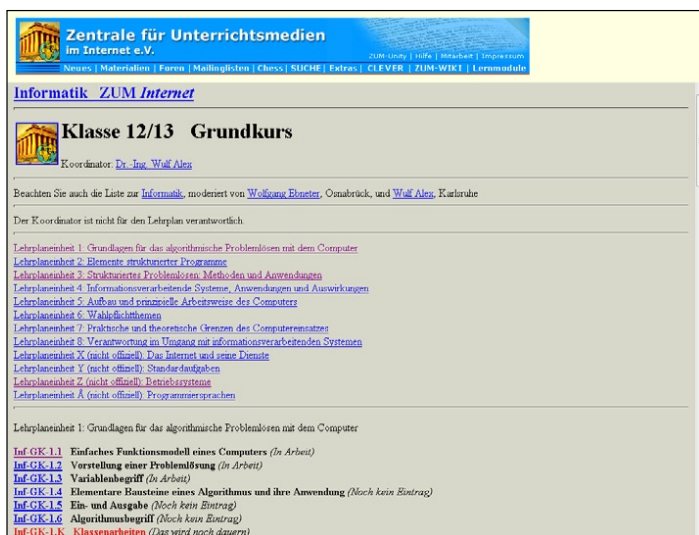 Zentrale für Unterrichtsmedien
im Internet e.V.
ZUM-Unity | Hilfe | Mitarbeit | Impressum
Neues | Materialien | Foren | Mailinglisten | Chess | SUCHE | Extras | CLEVER | ZUM-WIKI | Lernmodule
Informatik ZUM Internet
Klasse 12/13 Grundkurs
Koordinator: Dr.-Ing. Wulf Alex
Beachten Sie auch die Liste zur Informatik, moderiert von Wolfgang Ebneter, Osnabrück, und Wulf Alex, Karlsruhe
Der Koordinator ist nicht für den Lehrplan verantwortlich.
Lehrplaneinheit 1: Grundlagen für das algorithmische Problemlösen mit dem Computer
Lehrplaneinheit 2: Elemente strukturierter Programme
Lehrplaneinheit 3: Strukturiertes Problemlösen: Methoden und Anwendungen
Lehrplaneinheit 4: Informationsverarbeitende Systeme, Anwendungen und Auswirkungen
Lehrplaneinheit 5: Aufbau und prinzipielle Arbeitsweise des Computers
Lehrplaneinheit 6: Wahlpflichtthemen
Lehrplaneinheit 7: Praktische und theoretische Grenzen des Computereinsatzes
Lehrplaneinheit 8: Verantwortung im Umgang mit informationsverarbeitenden Systemen
Lehrplaneinheit X (nicht offiziell): Das Internet und seine Dienste
Lehrplaneinheit Y (nicht offiziell): Standardaufgaben
Lehrplaneinheit Z (nicht offiziell): Betriebssysteme
Lehrplaneinheit Å (nicht offiziell): Programmiersprachen
Lehrplaneinheit 1: Grundlagen für das algorithmische Problemlösen mit dem Computer
Inf-GK-1.1 Einfaches Funktionsmodell eines Computers (In Arbeit)
Inf-GK-1.2 Vorstellung einer Problemlösung (In Arbeit)
Inf-GK-1.3 Variablenbegriff (In Arbeit)
Inf-GK-1.4 Elementare Bausteine eines Algorithmus und ihre Anwendung (Noch kein Eintrag)
Inf-GK-1.5 Ein- und Ausgabe (Noch kein Eintrag)
Inf-GK-1.6 Algorithmusbegriff (Noch kein Eintrag)
Inf-GK-1.K Klassenarbeiten (Das wird noch dauern)